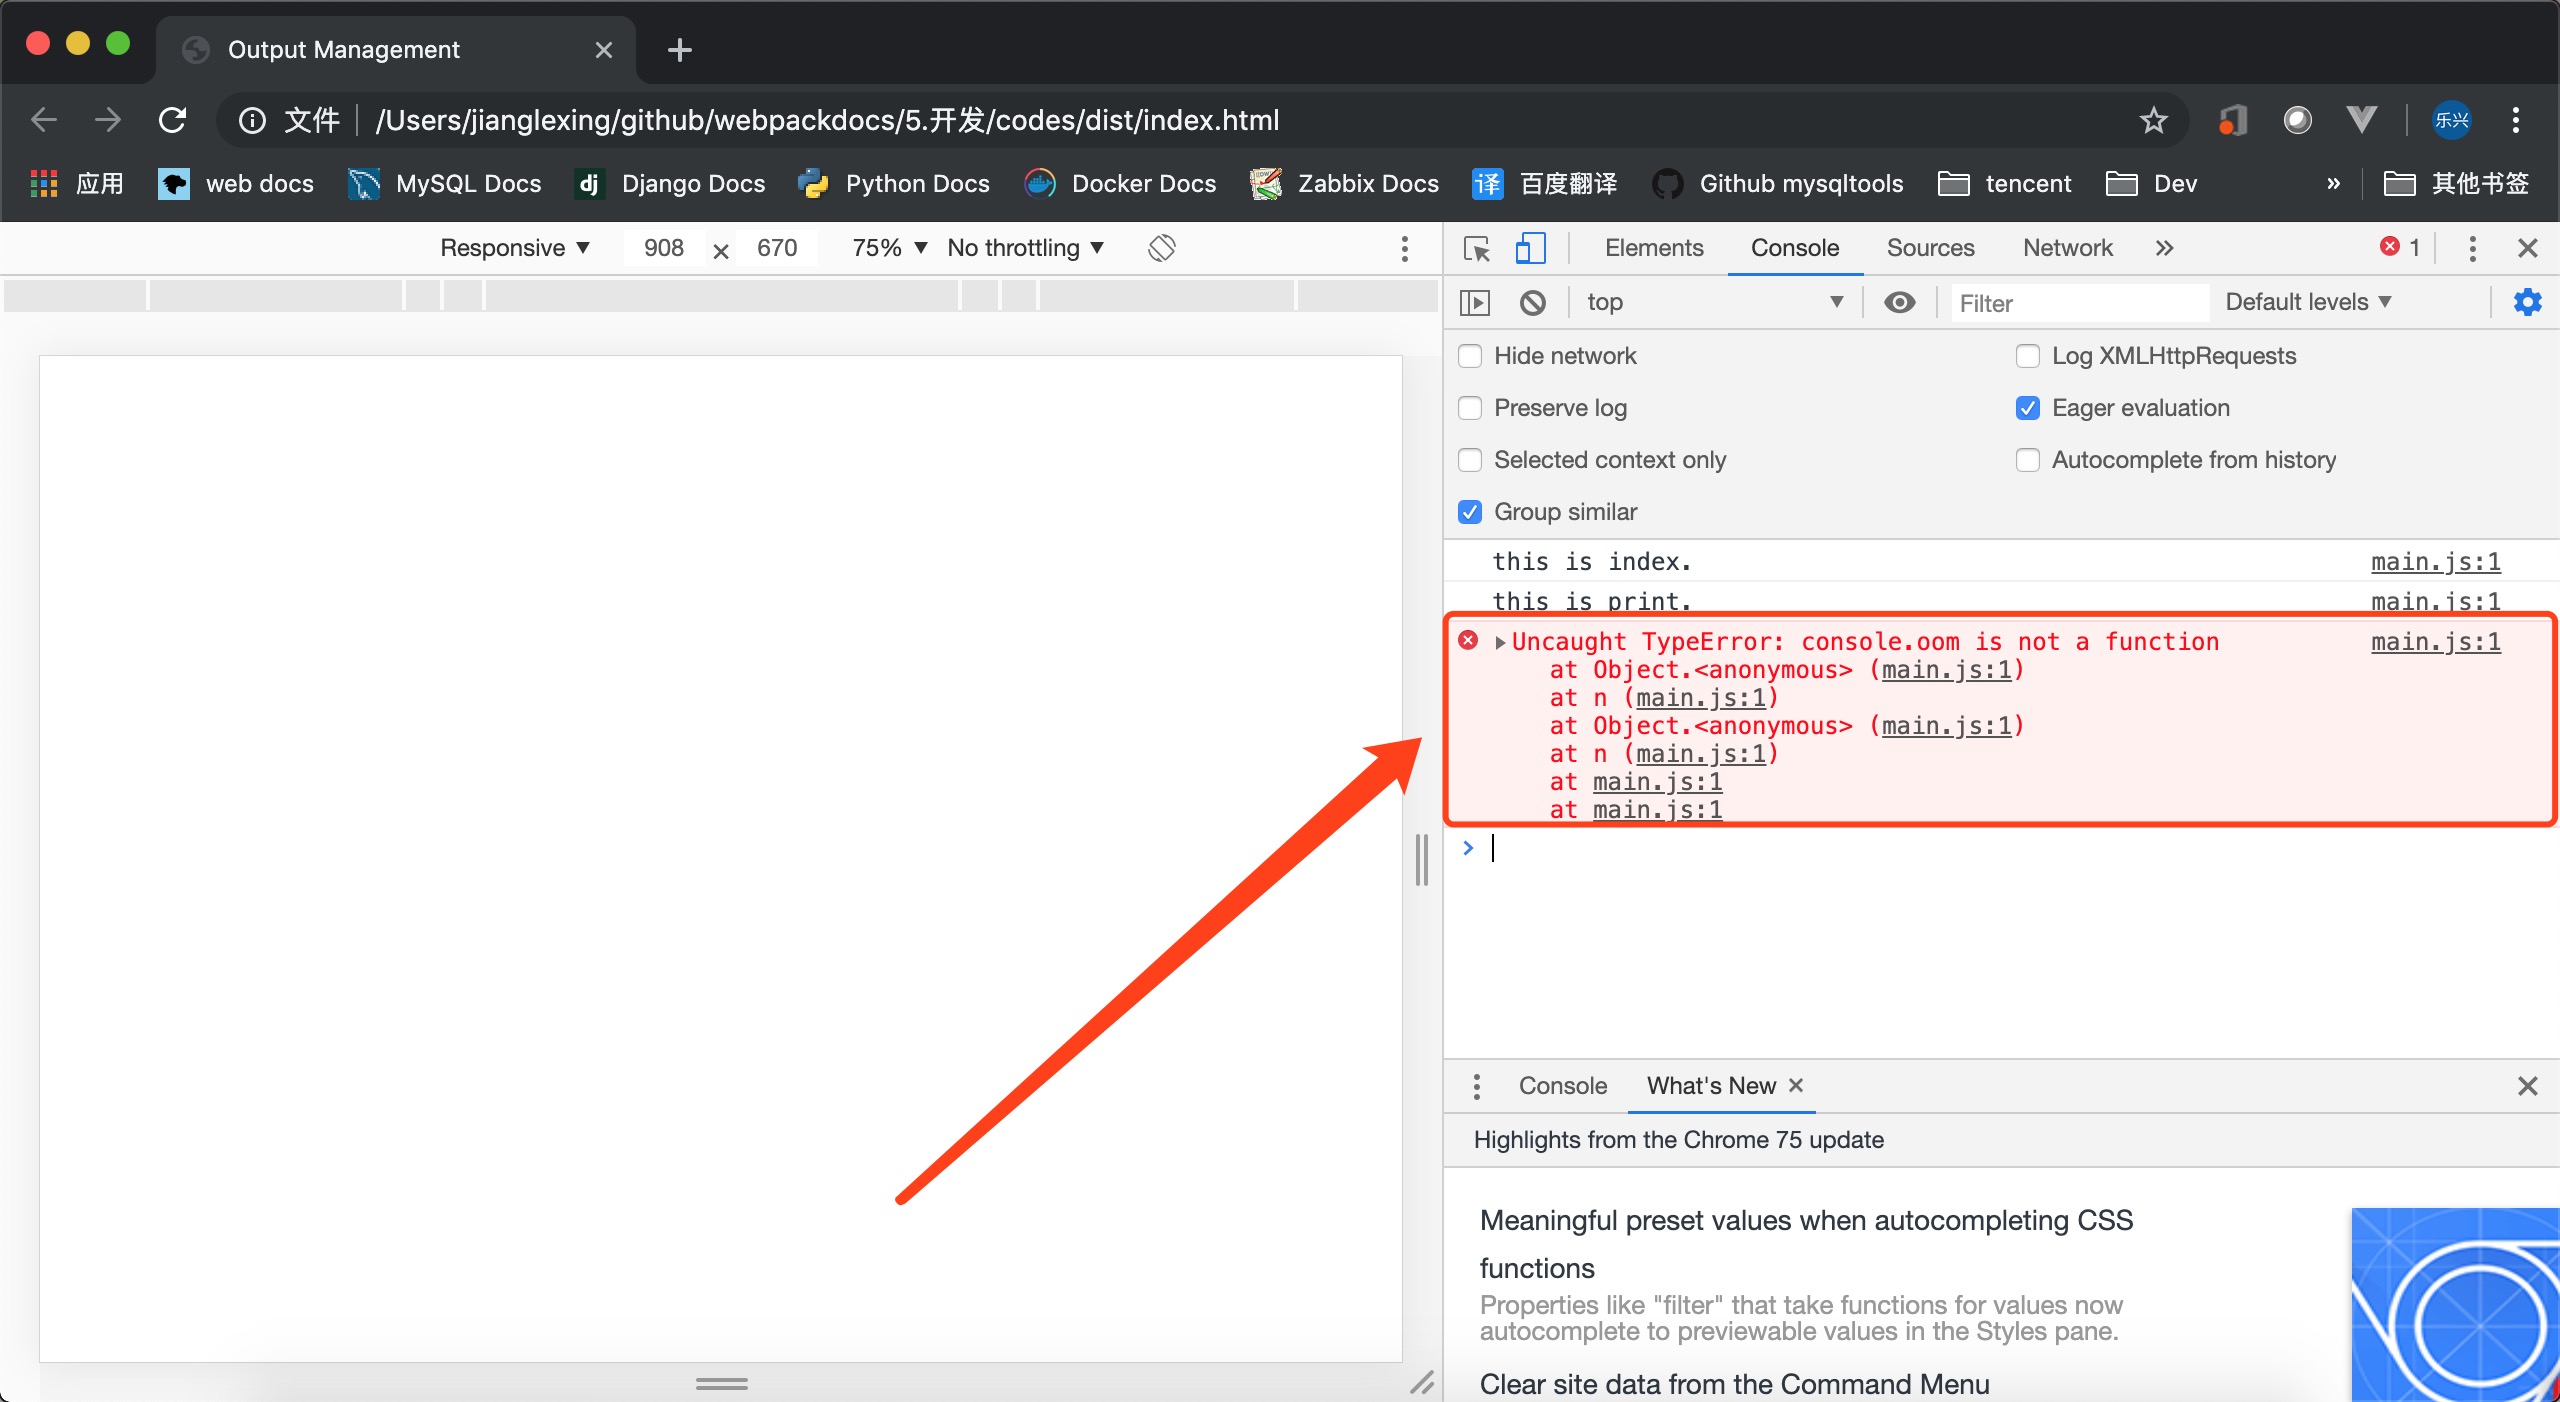 Output Management
文件 /Users/jianglexing/github/webpackdocs/5.开发/codes/dist/index.html
乐兴
应用 web docs MySQL Docs dj Django Docs Python Docs Docker Docs Zabbix Docs 译 百度翻译 Github mysqltools tencent Dev » 其他书签
Responsive 908 × 670 75% No throttling
Elements Console Sources Network » 1
top Filter Default levels
Hide network Log XMLHttpRequests
Preserve log Eager evaluation
Selected context only Autocomplete from history
Group similar
this is index. main.js:1
this is print. main.js:1
Uncaught TypeError: console.oom is not a function main.js:1
at Object.<anonymous> (main.js:1)
at n (main.js:1)
at Object.<anonymous> (main.js:1)
at n (main.js:1)
at main.js:1
at main.js:1
>
Console What's New
Highlights from the Chrome 75 update
Meaningful preset values when autocompleting CSS
functions
Properties like "filter" that take functions for values now
autocomplete to previewable values in the Styles pane.
Clear site data from the Command Menu